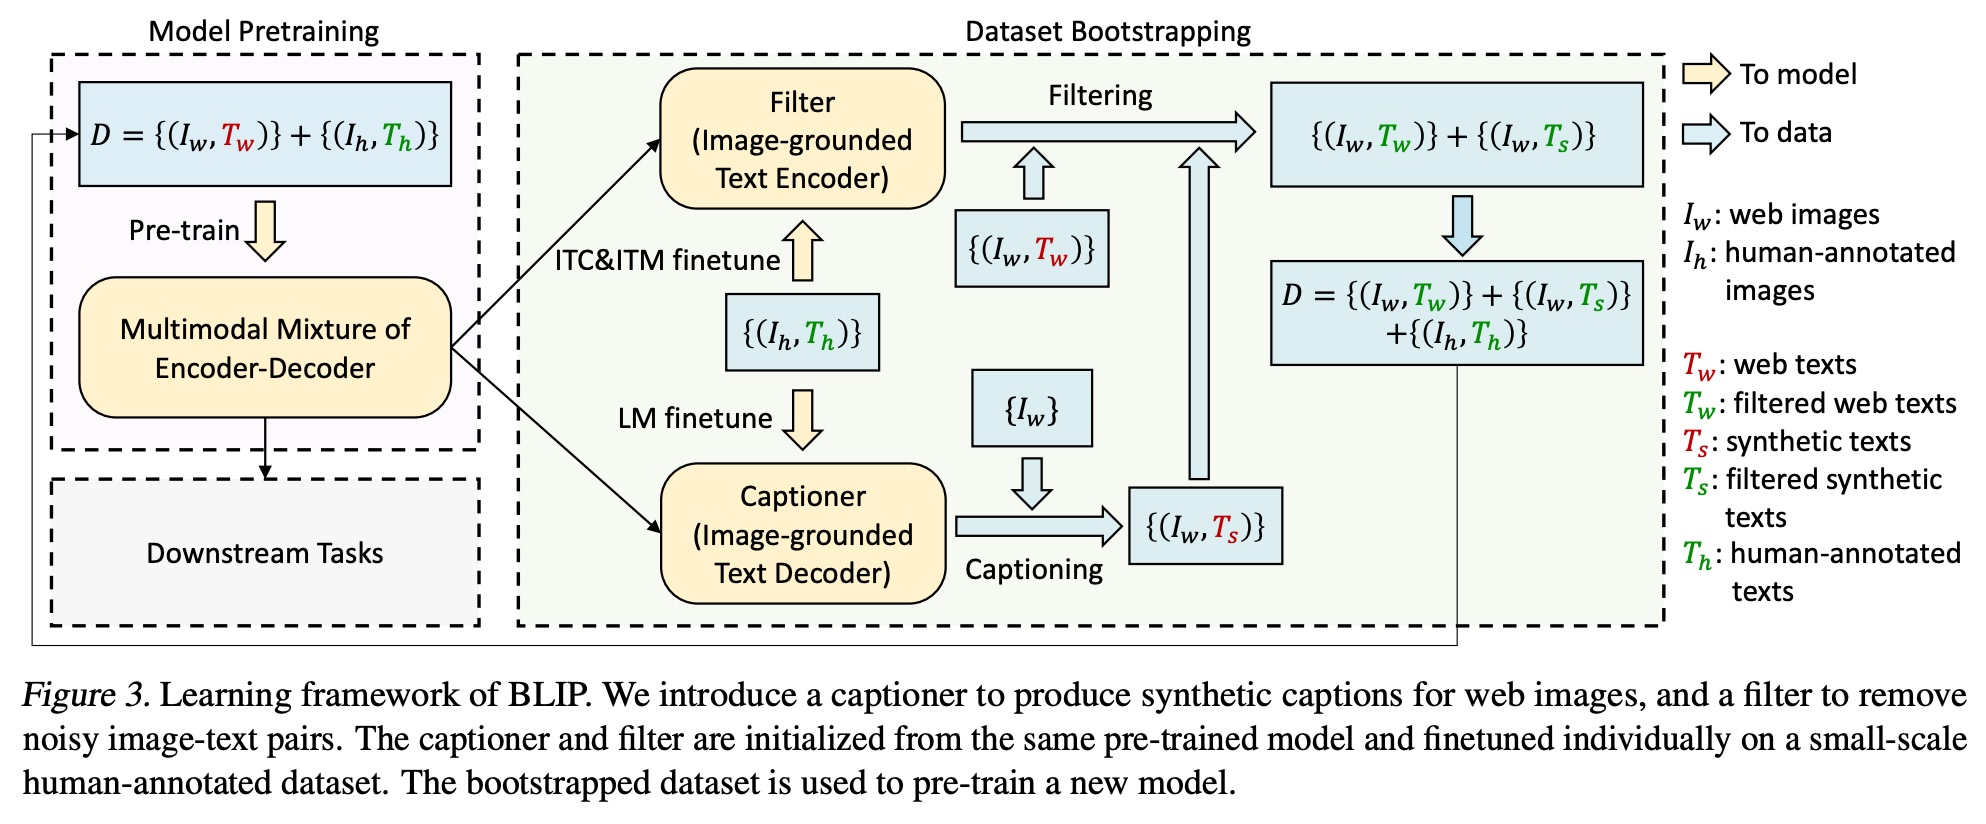 Model Pretraining
D = {(I_w, T_w)} + {(I_h, T_h)}
Pre-train
Multimodal Mixture of
Encoder-Decoder
Downstream Tasks
Dataset Bootstrapping
Filter
(Image-grounded
Text Encoder)
ITC&ITM finetune
{(I_h, T_h)}
LM finetune
Captioner
(Image-grounded
Text Decoder)
Filtering
{(I_w, T_w)}
{I_w}
Captioning
{(I_w, T_s)}
{(I_w, T_w)} + {(I_w, T_s)}
D = {(I_w, T_w)} + {(I_w, T_s)}
+{(I_h, T_h)}
To model
To data
I_w: web images
I_h: human-annotated
images
T_w: web texts
T_w: filtered web texts
T_s: synthetic texts
T_s: filtered synthetic
texts
T_h: human-annotated
texts
Figure 3. Learning framework of BLIP. We introduce a captioner to produce synthetic captions for web images, and a filter to remove
noisy image-text pairs. The captioner and filter are initialized from the same pre-trained model and finetuned individually on a small-scale
human-annotated dataset. The bootstrapped dataset is used to pre-train a new model.